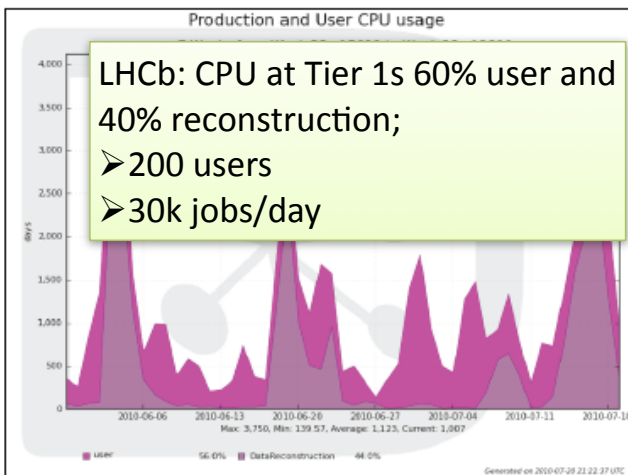 Production and User CPU usage
LHCb: CPU at Tier 1s 60% user and
40% reconstruction;
➢200 users
➢30k jobs/day
4,000
3,500
3,000
2,500
2,000
1,500
1,000
500
0
days
2010-06-06 2010-06-13 2010-06-20 2010-06-27 2010-07-04 2010-07-11 2010-07-18
Max: 3,750, Min: 139.57, Average: 1,123, Current: 1,007
user 56.0% DataReconstruction 44.0%
Generated on 2010-07-20 21:22:37 UTC